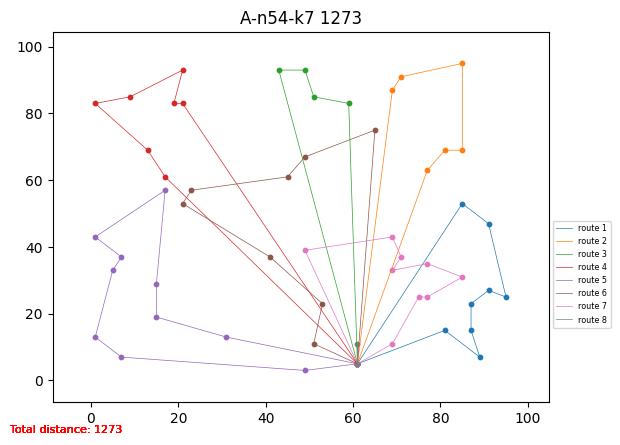 A-n54-k7 1273
100
80
60
40
20
0
0 20 40 60 80 100
route 1
route 2
route 3
route 4
route 5
route 6
route 7
route 8
Total distance: 1273